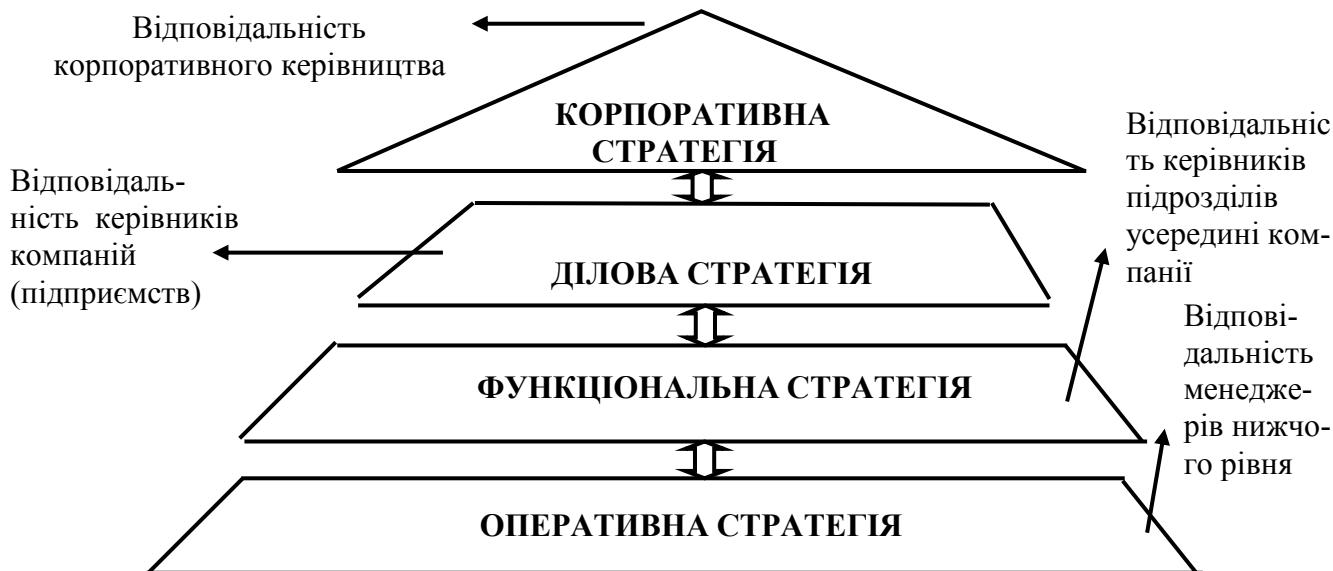 Відповідальність
корпоративного керівництва
КОРПОРАТИВНА
СТРАТЕГІЯ
Відповідаль-
ність керівників
компаній
(підприємств)
ДІЛОВА СТРАТЕГІЯ
Відповідальніс
ть керівників
підрозділів
усередині ком-
панії
ФУНКЦІОНАЛЬНА СТРАТЕГІЯ
Відпові-
дальність
менедже-
рів нижчо-
го рівня
ОПЕРАТИВНА СТРАТЕГІЯ